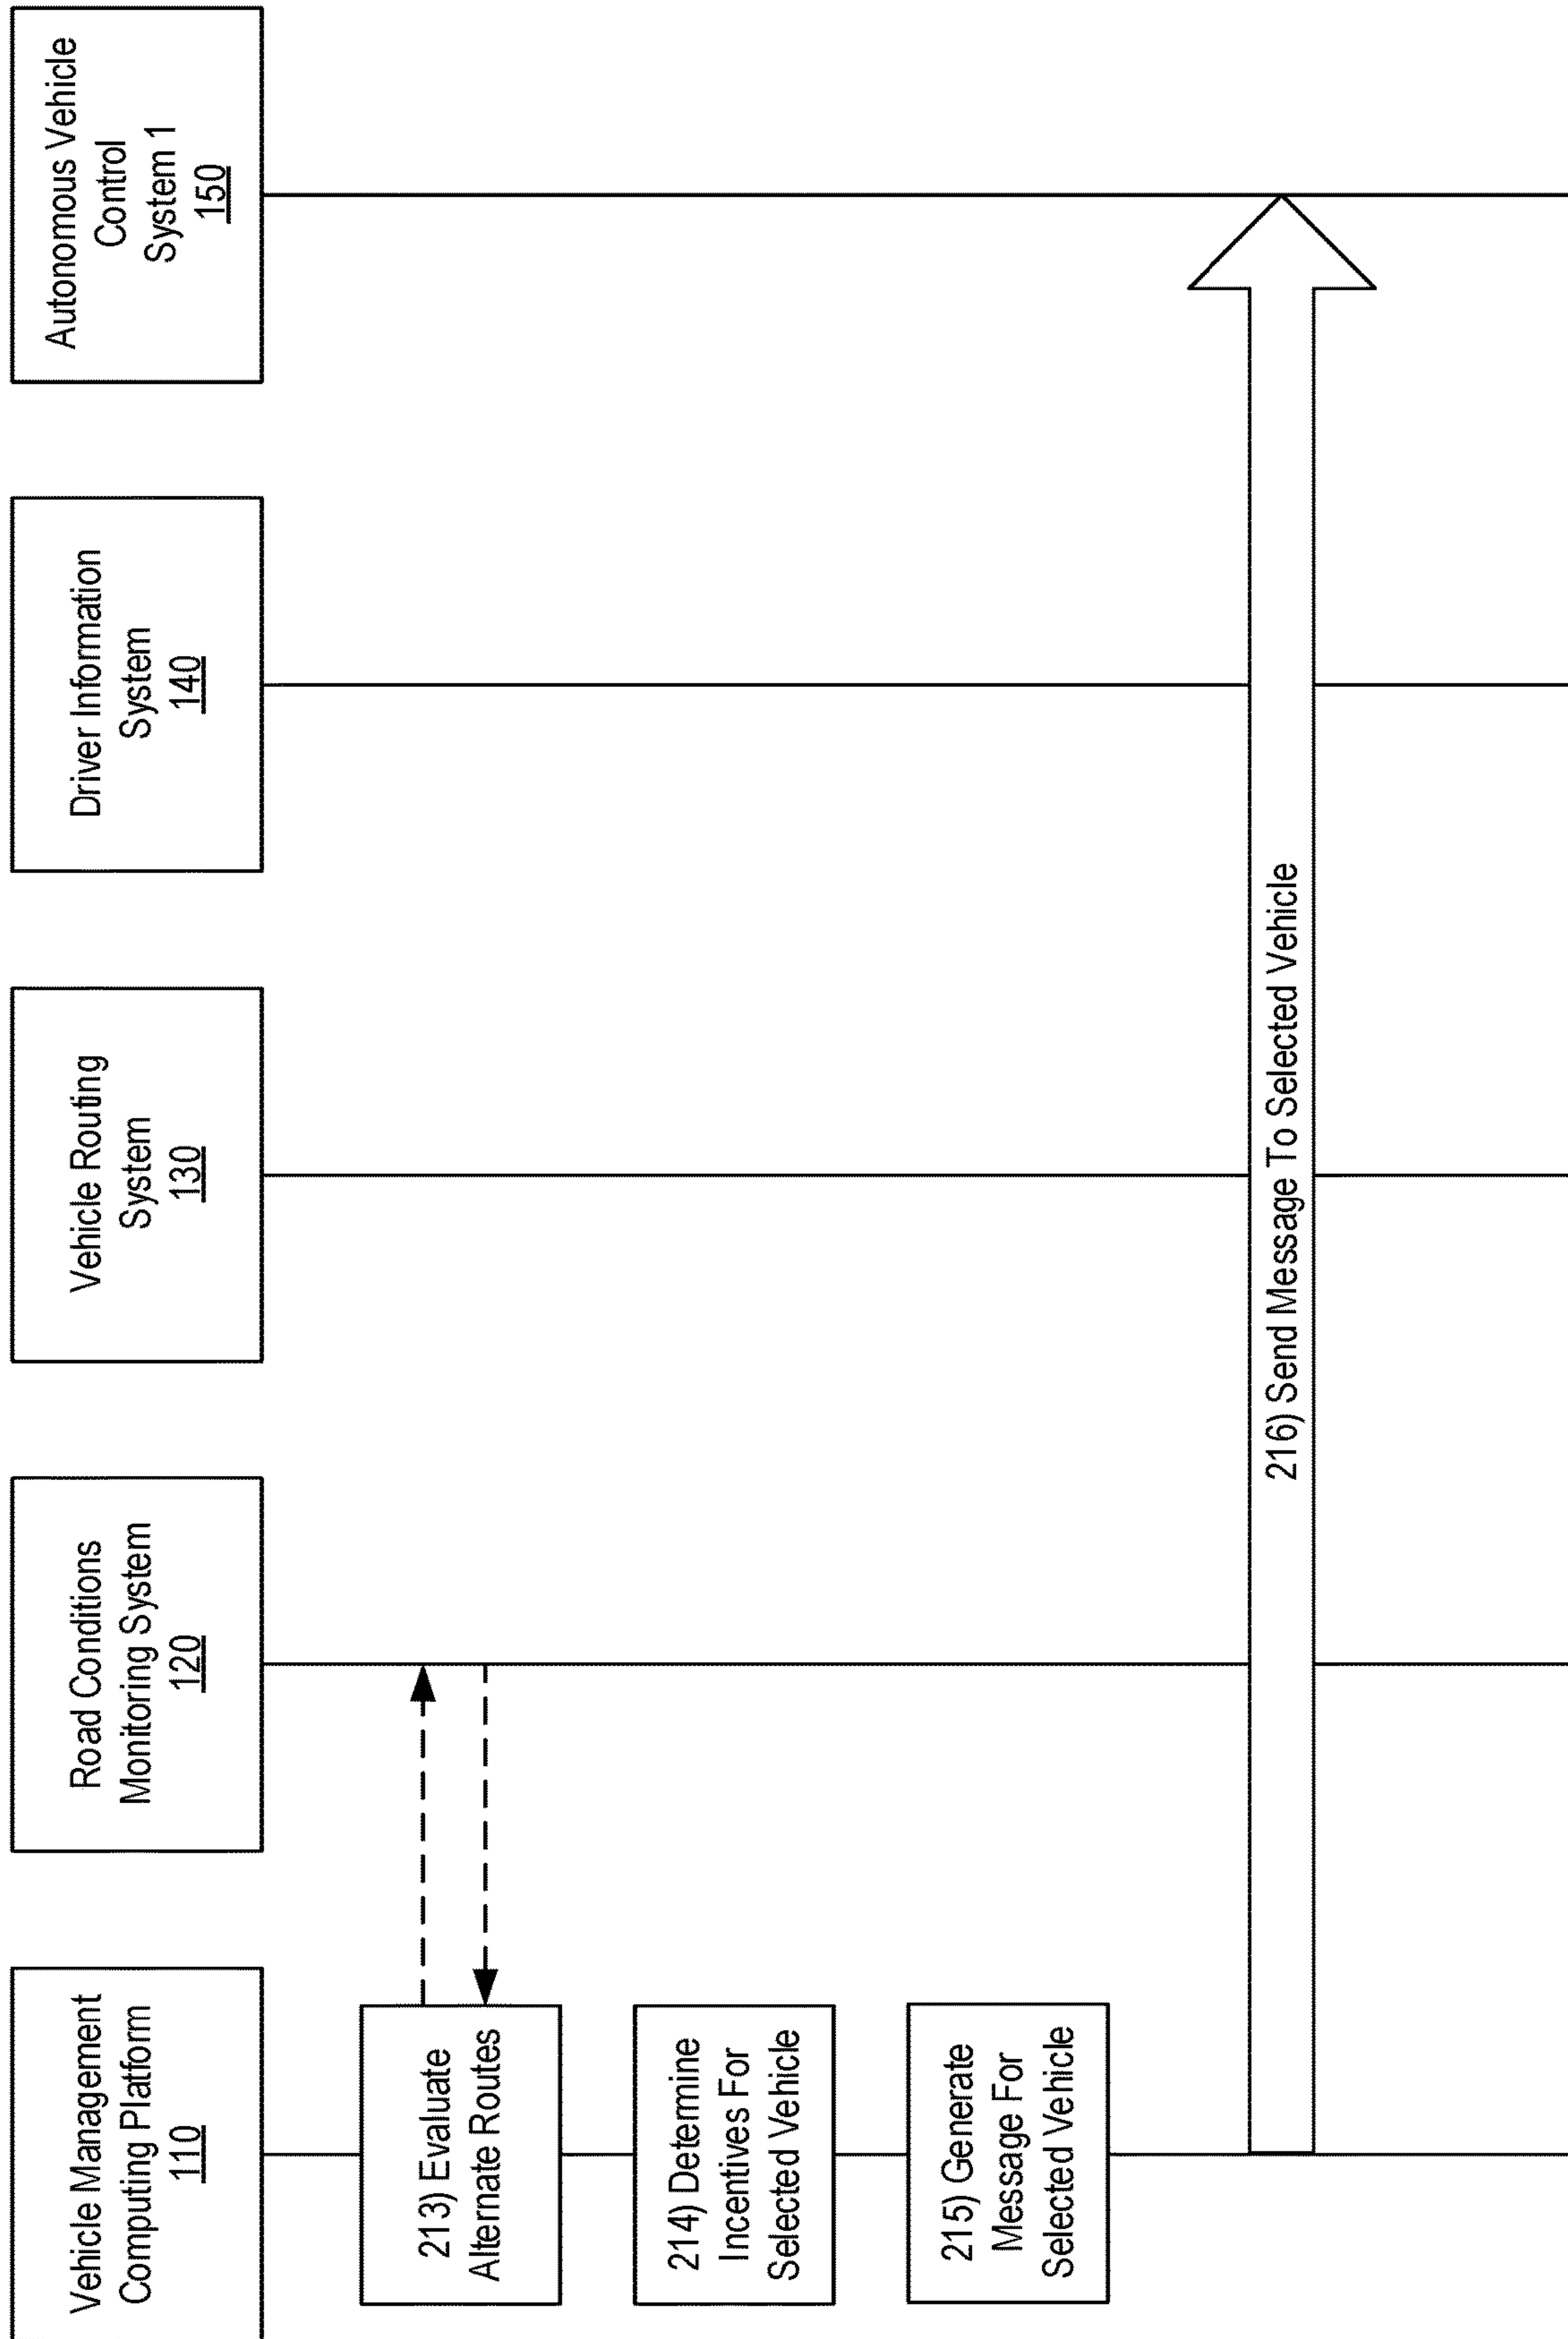 Vehicle Management
Computing Platform
110
Road Conditions
Monitoring System
120
Vehicle Routing
System
130
Driver Information
System
140
Autonomous Vehicle
Control
System 1
150
213) Evaluate
Alternate Routes
214) Determine
Incentives For
Selected Vehicle
215) Generate
Message For
Selected Vehicle
216) Send Message To Selected Vehicle